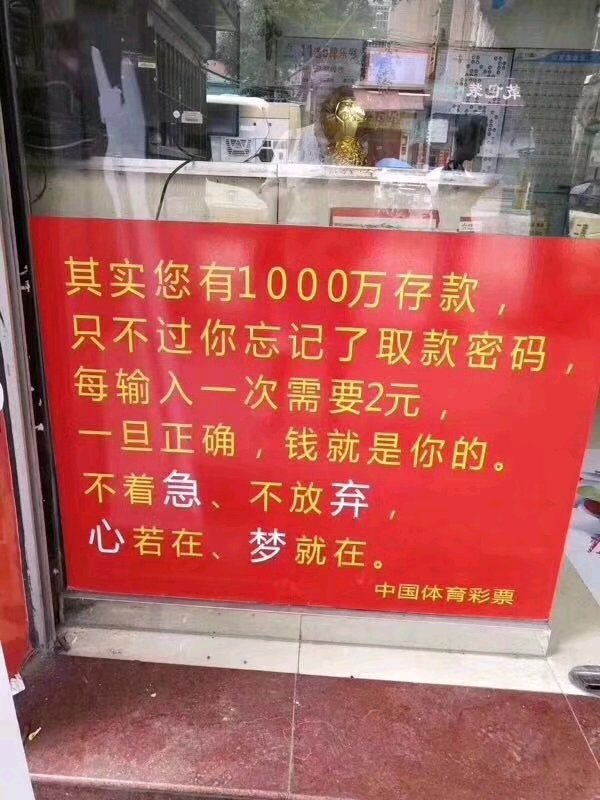 其实您有1000万存款，
只不过你忘记了取款密码，
每输入一次需要2元，
一旦正确，钱就是你的。
不着急、不放弃，
心若在、梦就在。
中国体育彩票